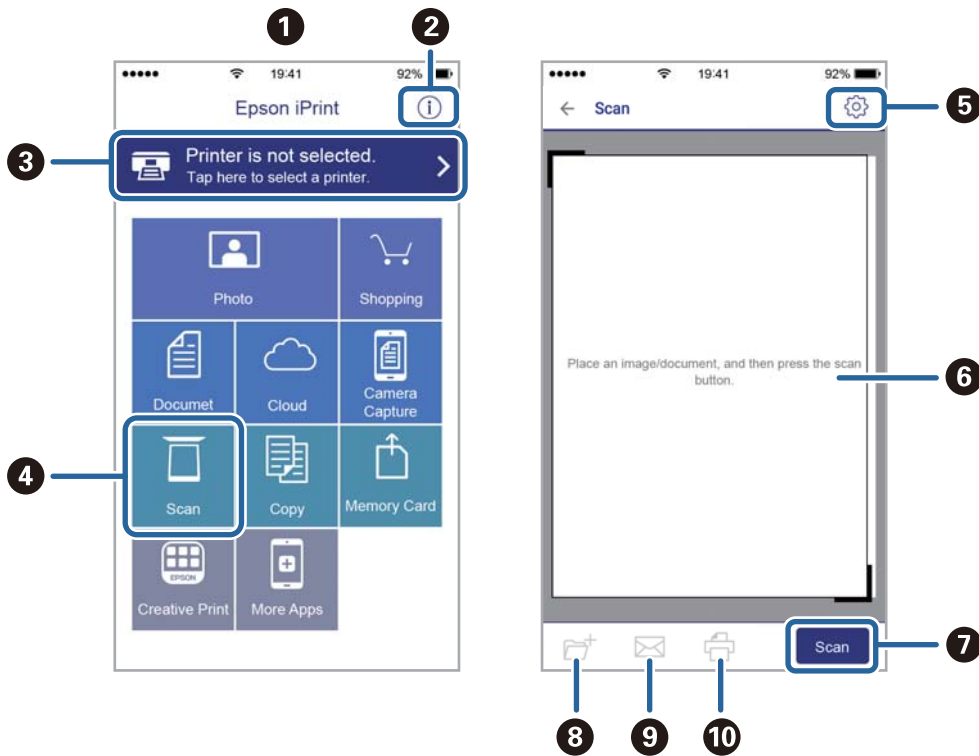 1
2
19:41
92%
Epson iPrint
i
3
Printer is not selected.
Tap here to select a printer.
Photo
Shopping
Documet
Cloud
Camera
Capture
4
Scan
Copy
Memory Card
EPSON
Creative Print
More Apps
19:41
92%
Scan
5
Place an image/document, and then press the scan
button.
6
Scan
7
8
9
10